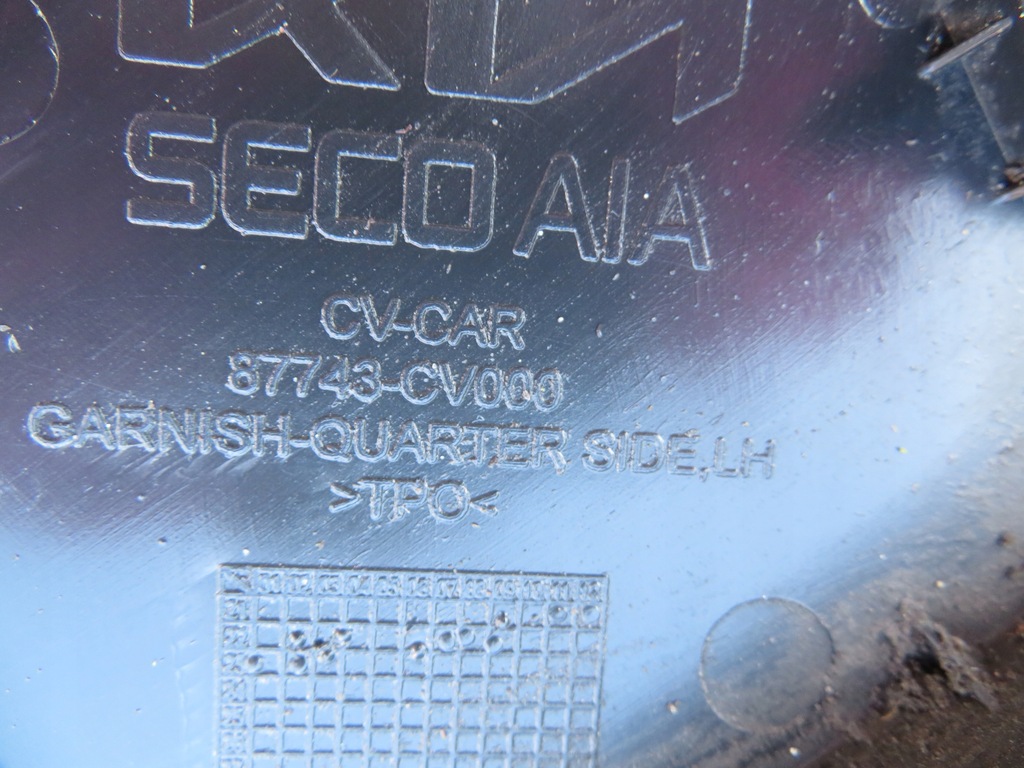 SECO AIA
CV-CAR
87743-CV000
GARNISH-QUARTER SIDE,LH
>TPO<